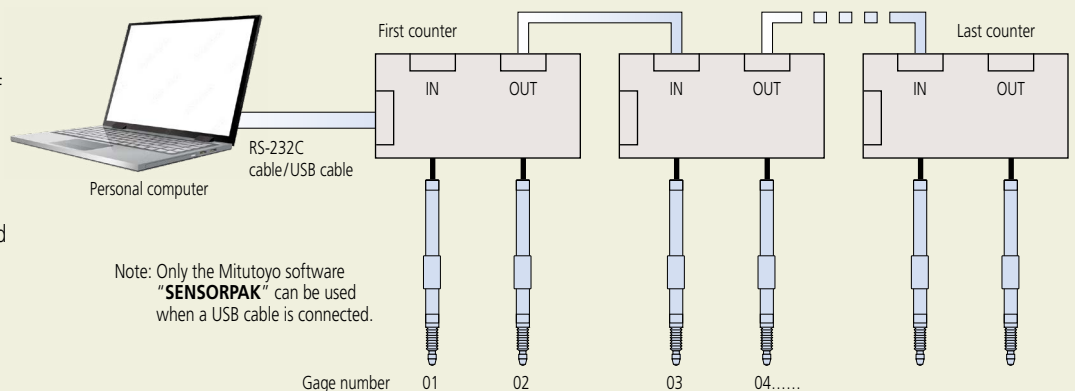 First counter
Last counter
IN
OUT
IN
OUT
IN
OUT
RS-232C
cable/USB cable
Personal computer
Note: Only the Mitutoyo software
“SENSORPAK” can be used
when a USB cable is connected.
Gage number 01 02 03 04......